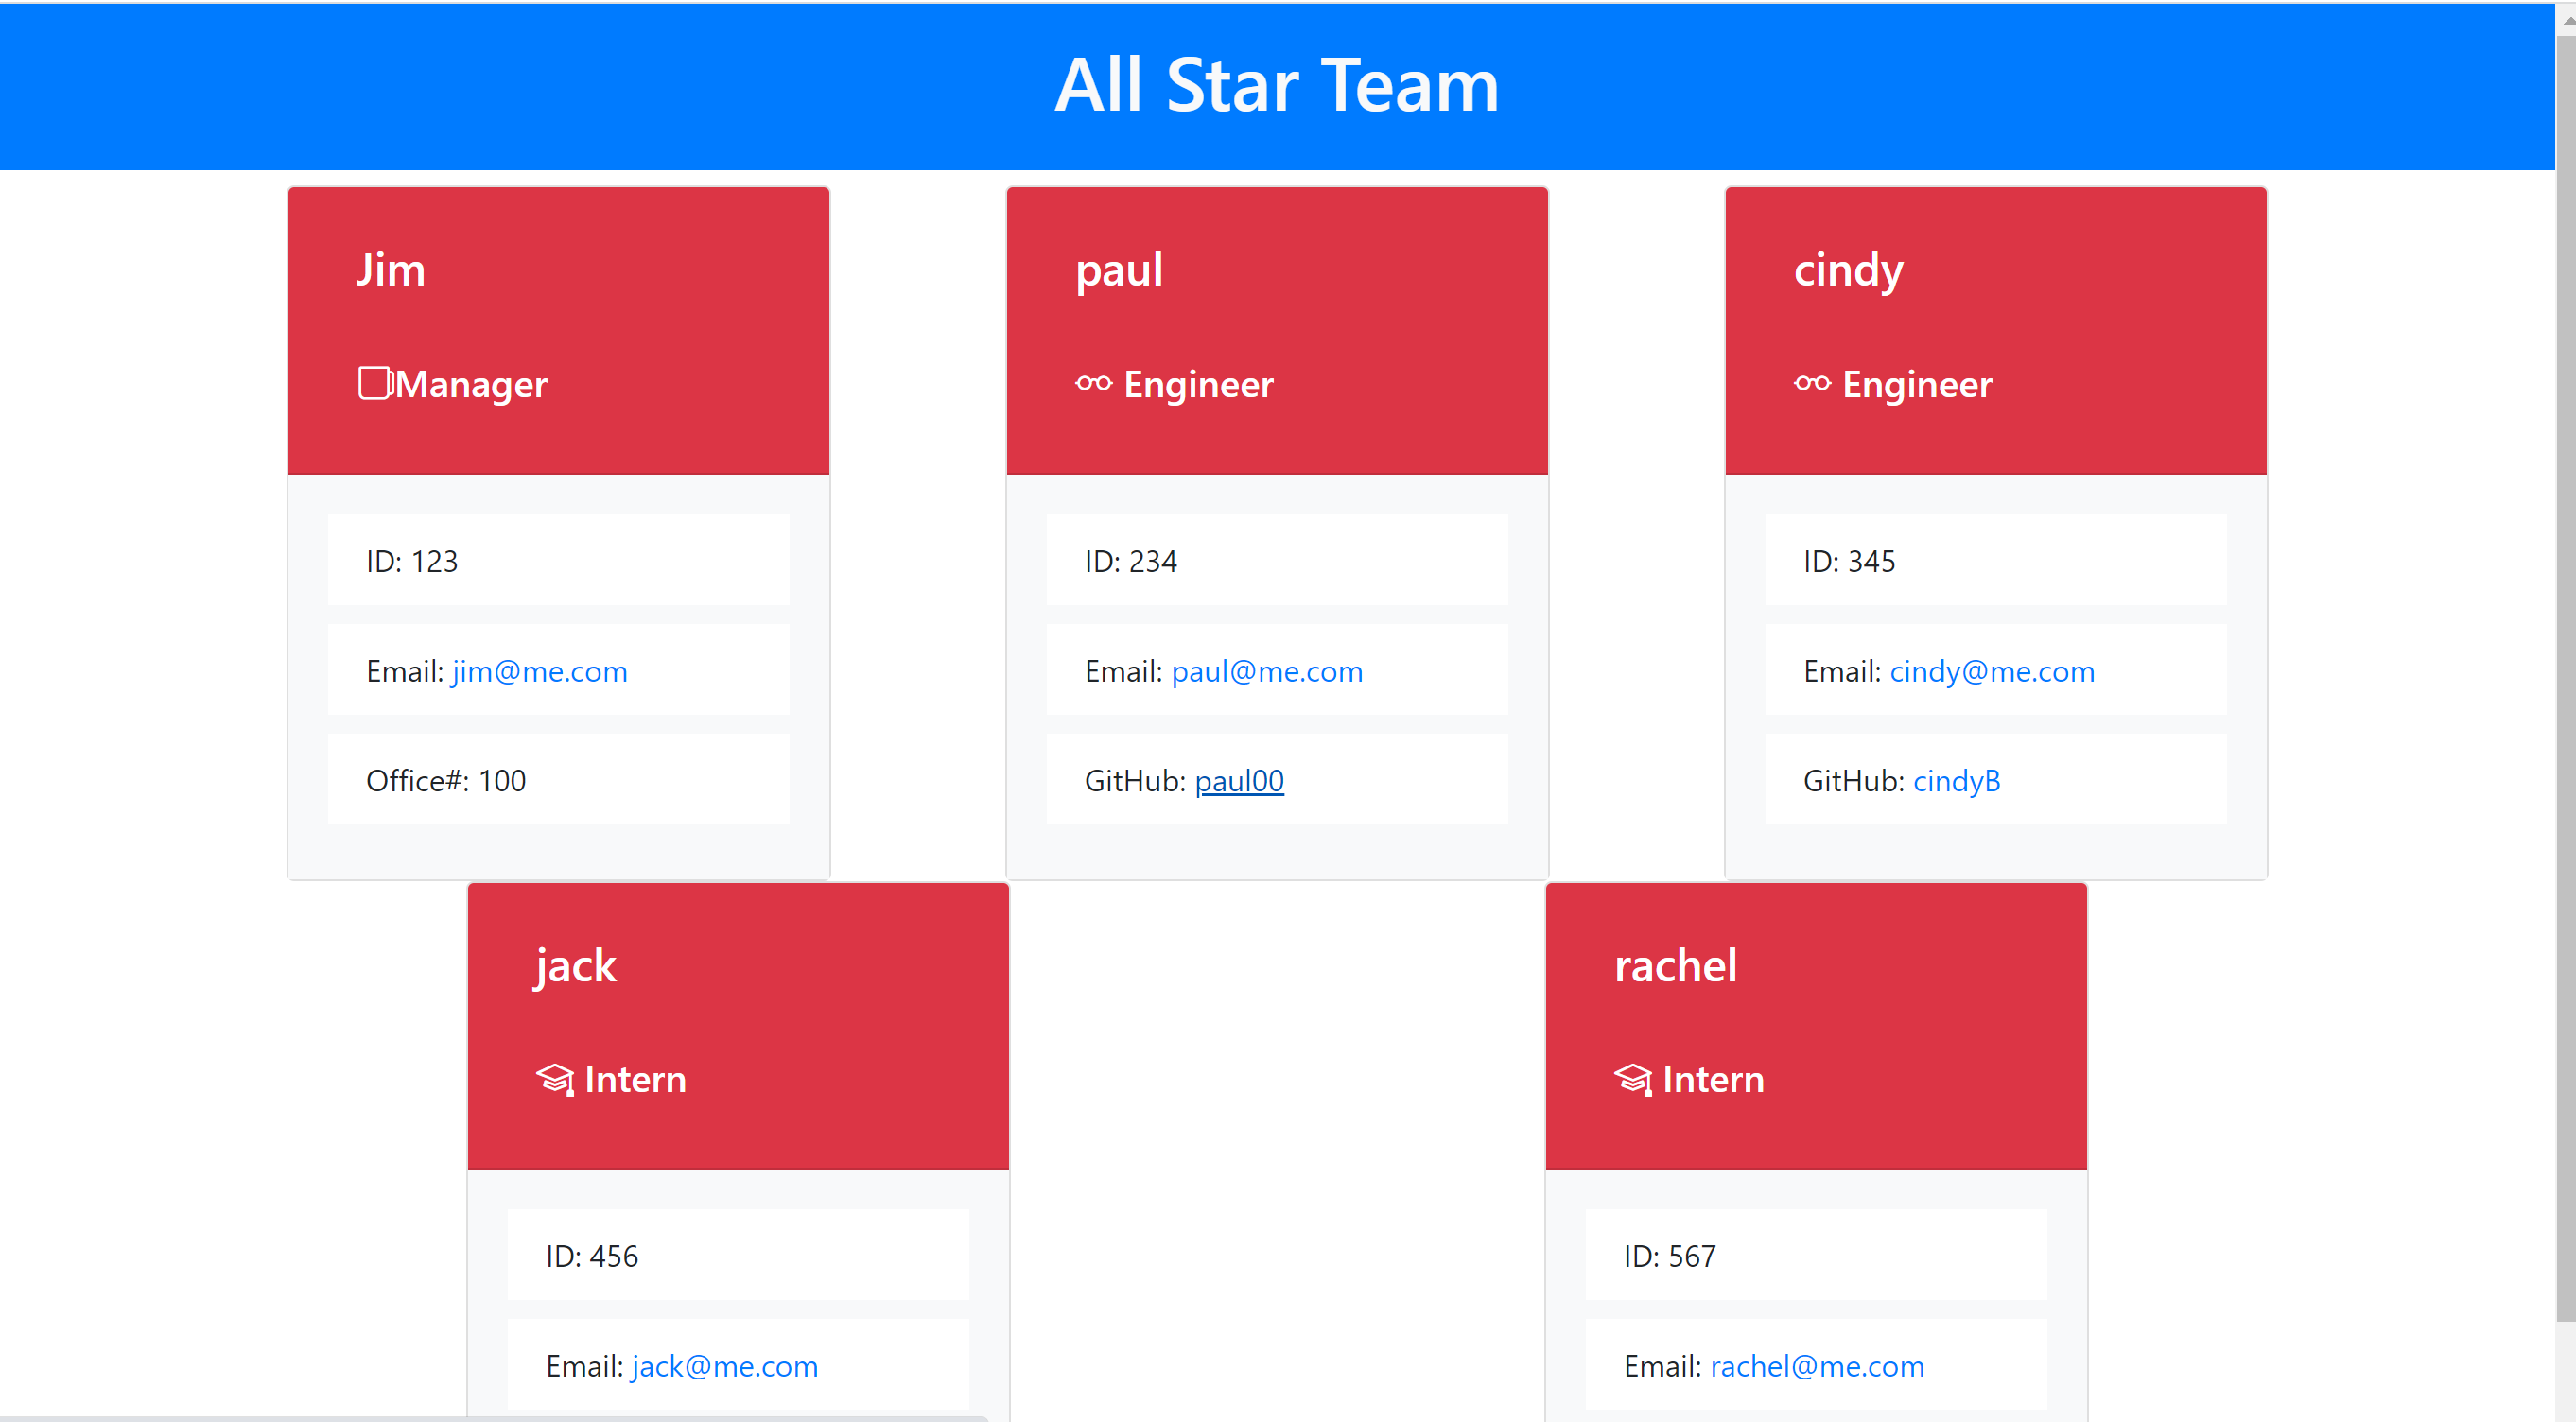 All Star Team
Jim
Manager
ID: 123
Email: jim@me.com
Office#: 100
paul
Engineer
ID: 234
Email: paul@me.com
GitHub: paul00
cindy
Engineer
ID: 345
Email: cindy@me.com
GitHub: cindyB
jack
Intern
ID: 456
Email: jack@me.com
rachel
Intern
ID: 567
Email: rachel@me.com